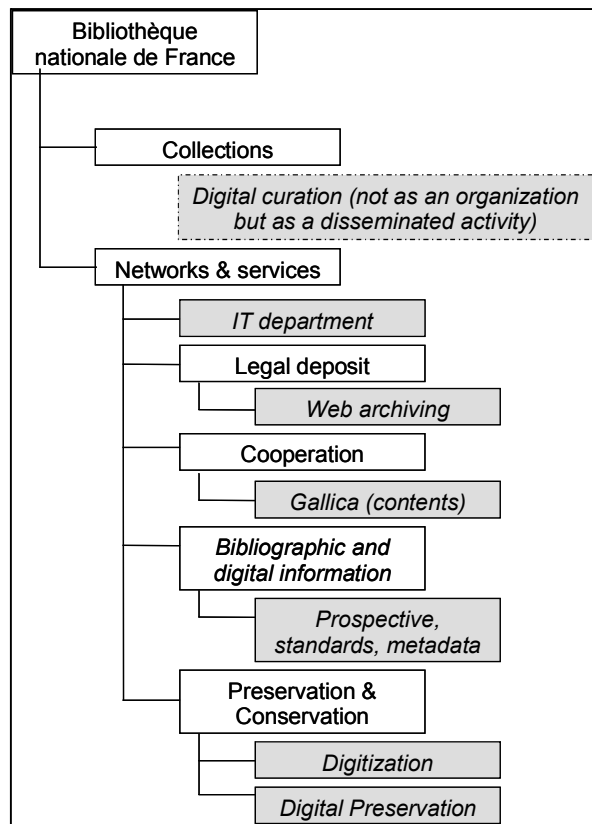 Bibliothèque
nationale de France
Collections
Digital curation (not as an organization
but as a disseminated activity)
Networks & services
IT department
Legal deposit
Web archiving
Cooperation
Gallica (contents)
Bibliographic and
digital information
Prospective,
standards, metadata
Preservation &
Conservation
Digitization
Digital Preservation